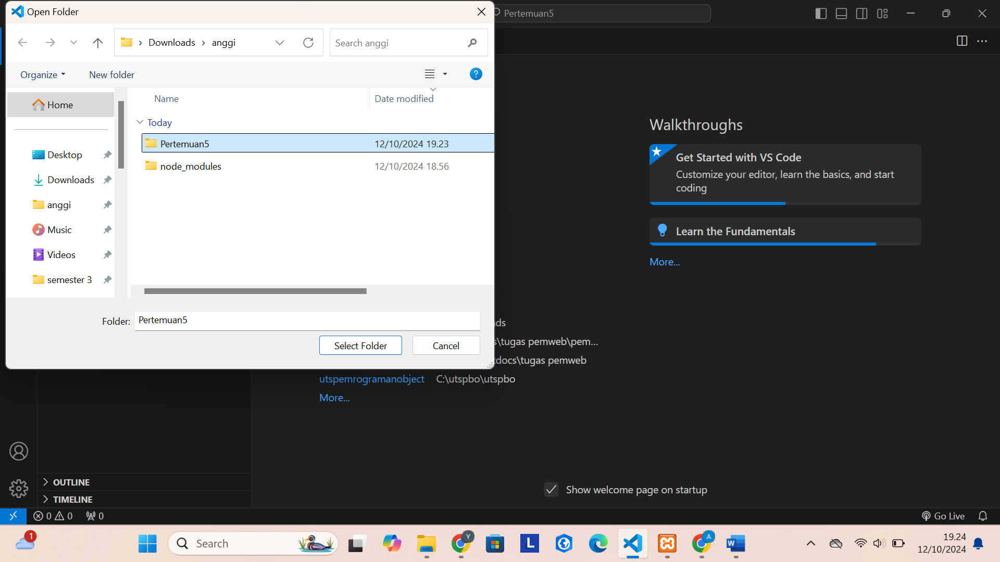 Open Folder
Pertemuan5
Downloads
anggi
Search anggi
Organize
New folder
Name
Date modified
Home
Today
Pertemuan5 12/10/2024 19.23
node_modules 12/10/2024 18.56
Desktop
Downloads
anggi
Music
Videos
semester 3
Folder: Pertemuan5
Select Folder
Cancel
Walkthroughs
Get Started with VS Code
Customize your editor, learn the basics, and start
coding
Learn the Fundamentals
More...
\tugas pemweb\pem...
docs\tugas pemweb
utspemrogramanobject C:\utspbo\utspbo
More...
Show welcome page on startup
OUTLINE
TIMELINE
0 0 0
Go Live
1
Search
Y
L
A
W
19.24
12/10/2024